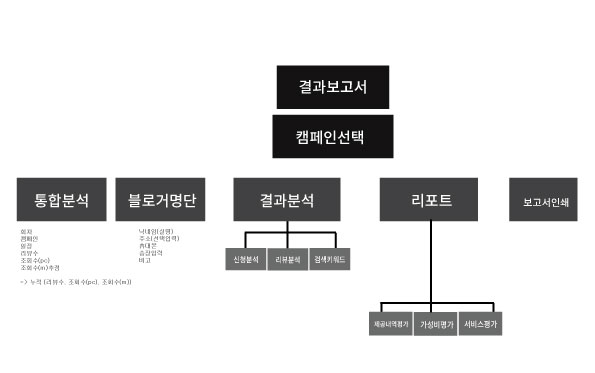 결과보고서
캠페인선택
통합분석
블로거명단
결과분석
리포트
보고서인쇄
회차
캠페인
일정
리뷰수
조회수(pc)
조회수(m)추정
-> 누적 (리뷰수, 조회수(pc), 조회수(m))
닉네임(실명)
주소(선택입력)
휴대폰
송장입력
비고
신청분석
리뷰분석
검색키워드
제공내역평가
가성비평가
서비스평가